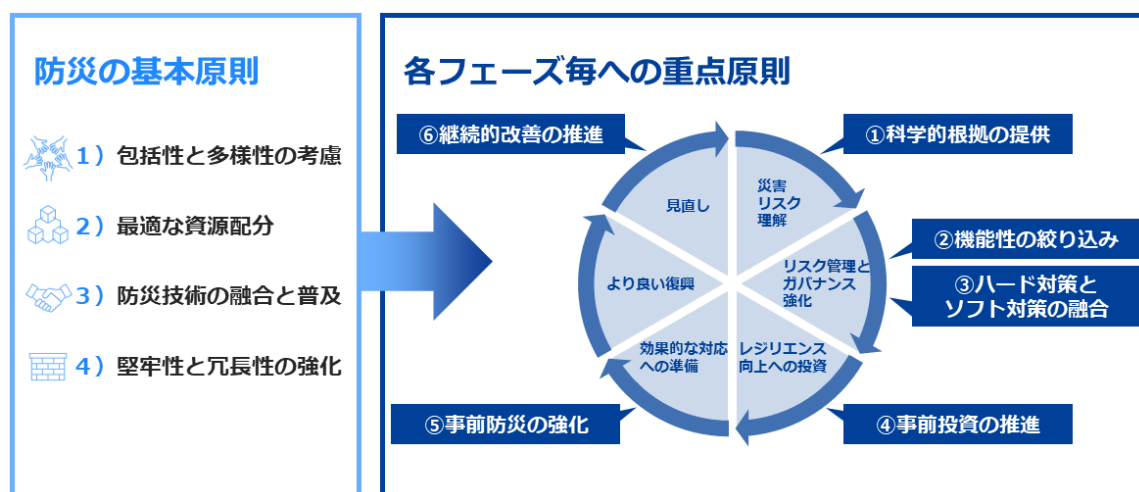 防災の基本原則
1）包括性と多様性の考慮
2）最適な資源配分
3）防災技術の融合と普及
4）堅牢性と冗長性の強化
各フェーズ毎への重点原則
⑥継続的改善の推進
①科学的根拠の提供
見直し
災害
リスク
理解
②機能性の絞り込み
リスク管理と
ガバナンス
強化
③ハード対策と
ソフト対策の融合
より良い復興
効果的な対応
への準備
レジリエンス
向上への投資
⑤事前防災の強化
④事前投資の推進